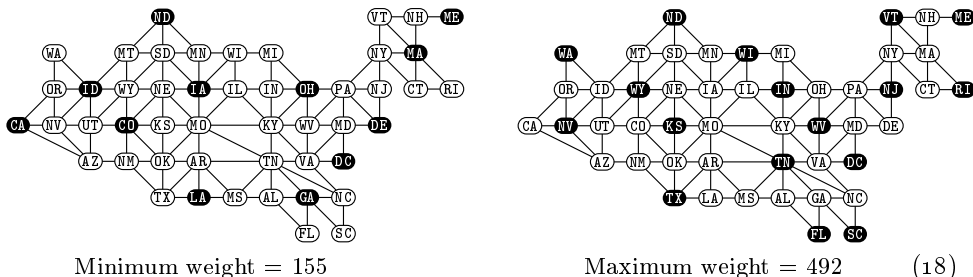 ND ND
VT NH ME VT NH ME
WA MT SD MN WI MI NY MA WA MT SD MN WI MI NY MA
OR ID WY NE IA IL IN OH PA NJ CT RI OR ID WY NE IA IL IN OH PA NJ CT RI
CA NV UT CO KS MO KY WV MD DE CA NV UT CO KS MO KY WV MD DE
AZ NM OK AR TN VA DC AZ NM OK AR TN VA DC
TX LA MS AL GA NC TX LA MS AL GA NC
FL SC FL SC
Minimum weight = 155 Maximum weight = 492 (18)